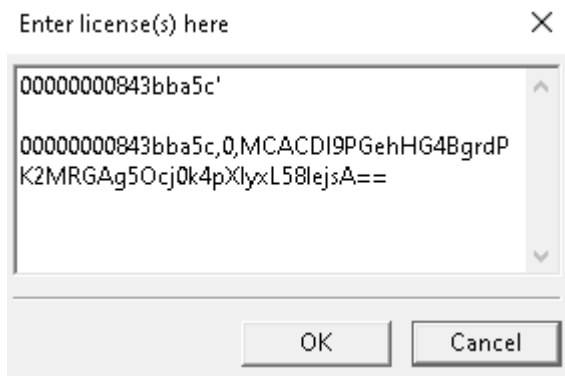 Enter license(s) here
00000000843bba5c'
00000000843bba5c,0,MCACDI9PGehHG4BgrdP
K2MRGAg5Ocj0k4pXlyxL58lejsA==
OK
Cancel